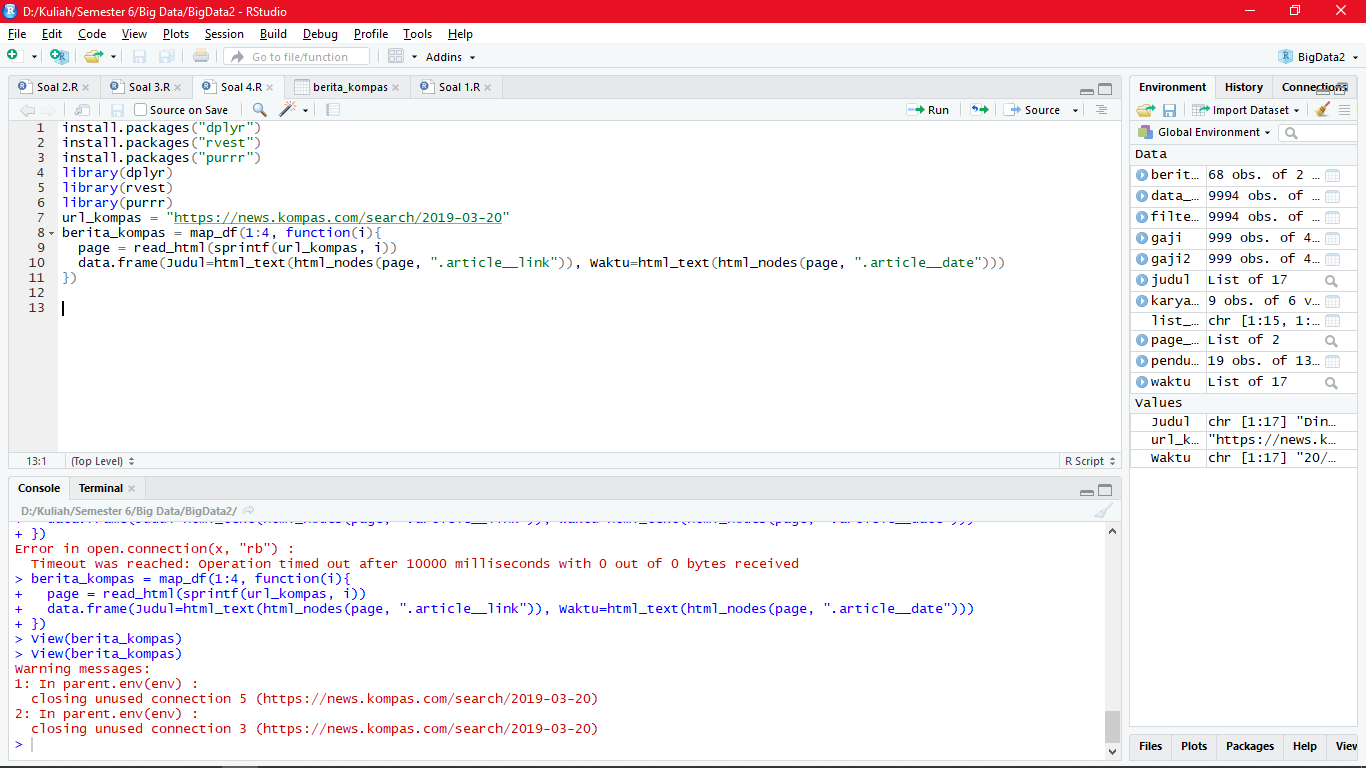 D:/Kuliah/Semester 6/Big Data/BigData2 - RStudio
File Edit Code View Plots Session Build Debug Profile Tools Help
Go to file/function Addins BigData2
Soal 2.R Soal 3.R Soal 4.R berita_kompas Soal 1.R
Source on Save Run Source
1 install.packages("dplyr")
2 install.packages("rvest")
3 install.packages("purrr")
4 library(dplyr)
5 library(rvest)
6 library(purrr)
7 url_kompas = "https://news.kompas.com/search/2019-03-20"
8 berita_kompas = map_df(1:4, function(i){
9 page = read_html(sprintf(url_kompas, i))
10 data.frame(Judul=html_text(html_nodes(page, ".article__link")), Waktu=html_text(html_nodes(page, ".article__date")))
11 })
12
13
13:1 (Top Level) R Script
Console Terminal
D:/Kuliah/Semester 6/Big Data/BigData2/
+ data.frame(Judul=html_text(html_nodes(page, ".article__link")), Waktu=html_text(html_nodes(page, ".article__date")))
+ })
Error in open.connection(x, "rb") :
Timeout was reached: Operation timed out after 10000 milliseconds with 0 out of 0 bytes received
> berita_kompas = map_df(1:4, function(i){
+ page = read_html(sprintf(url_kompas, i))
+ data.frame(Judul=html_text(html_nodes(page, ".article__link")), Waktu=html_text(html_nodes(page, ".article__date")))
+ })
> View(berita_kompas)
> View(berita_kompas)
Warning messages:
1: In parent.env(env) :
closing unused connection 5 (https://news.kompas.com/search/2019-03-20)
2: In parent.env(env) :
closing unused connection 3 (https://news.kompas.com/search/2019-03-20)
>
Environment History Connections
Import Dataset
Global Environment
Data
berit… 68 obs. of 2 …
data_… 9994 obs. of …
filte… 9994 obs. of …
gaji 999 obs. of 4…
gaji2 999 obs. of 4…
judul List of 17
karya… 9 obs. of 6 v…
list_… chr [1:15, 1:…
page_… List of 2
pendu… 19 obs. of 13…
waktu List of 17
Values
Judul chr [1:17] "Din…
url_k… "https://news.k…
Waktu chr [1:17] "20/…
Files Plots Packages Help View